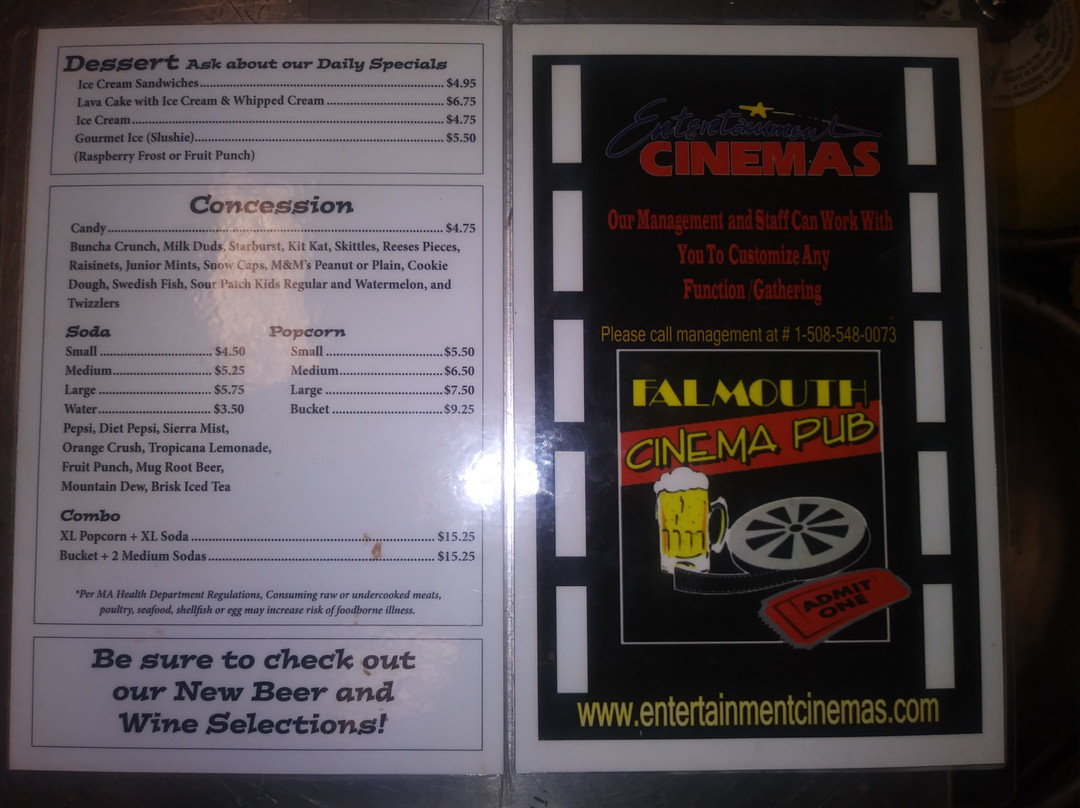 Dessert Ask about our Daily Specials
Ice Cream Sandwiches........ $4.95
Lava Cake with Ice Cream & Whipped Cream........ $6.75
Ice Cream........ $4.75
Gourmet Ice (Slushie)........ $5.50
(Raspberry Frost or Fruit Punch)
Concession
Candy........ $4.75
Buncha Crunch, Milk Duds, Starburst, Kit Kat, Skittles, Reeses Pieces,
Raisinets, Junior Mints, Snow Caps, M&M's Peanut or Plain, Cookie
Dough, Swedish Fish, Sour Patch Kids Regular and Watermelon, and
Twizzlers
Soda
Small........ $4.50
Medium........ $5.25
Large........ $5.75
Water........ $3.50
Pepsi, Diet Pepsi, Sierra Mist,
Orange Crush, Tropicana Lemonade,
Fruit Punch, Mug Root Beer,
Mountain Dew, Brisk Iced Tea
Popcorn
Small........ $5.50
Medium........ $6.50
Large........ $7.50
Bucket........ $9.25
Combo
XL Popcorn + XL Soda........ $15.25
Bucket + 2 Medium Sodas........ $15.25
*Per MA Health Department Regulations, Consuming raw or undercooked meats,
poultry, seafood, shellfish or egg may increase risk of foodborne illness.
Be sure to check out
our New Beer and
Wine Selections!
Entertainment
CINEMAS
Our Management and Staff Can Work With
You To Customize Any
Function/Gathering
Please call management at # 1-508-548-0073
FALMOUTH
CINEMA PUB
ADMIT
ONE
www.entertainmentcinemas.com